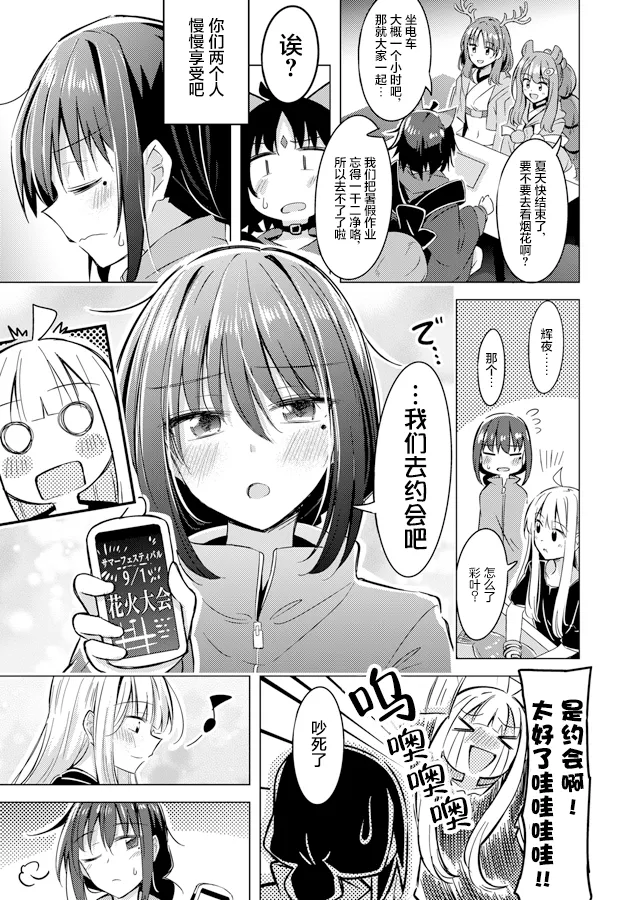 夏天快结束了,
要不要去看烟花啊?
坐电车
大概一个小时吧,
那就大家一起…
我们把暑假作业
忘得一干二净咯,
所以去不了了啦
诶?
你们两个人
慢慢享受吧
辉夜…
那个…
怎么了
彩叶?
で…
…我们去约会吧
サマーフェスティバル
9/1
花火大会
是约会啊!
太好了哇哇哇哇!!
呜噢噢噢
吵死了